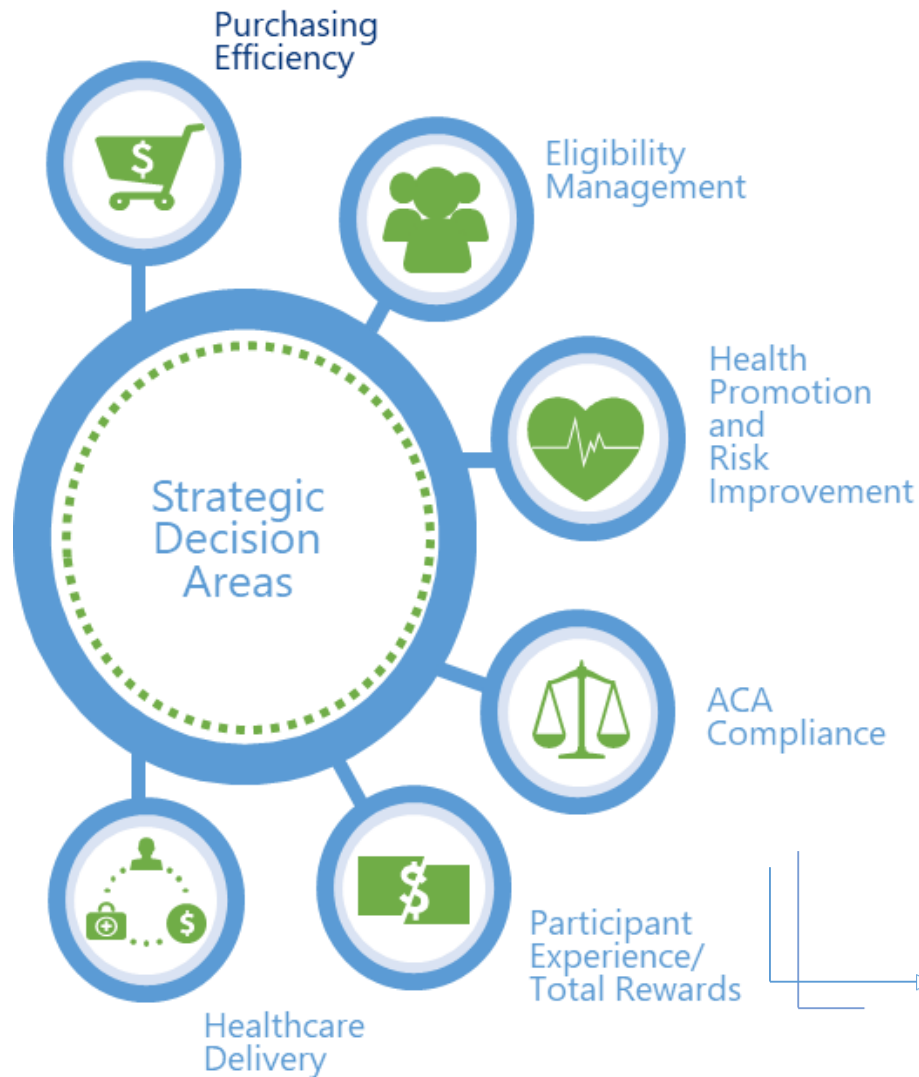 Purchasing
Efficiency
$
Eligibility
Management
Health
Promotion
and
Risk
Improvement
Strategic
Decision
Areas
ACA
Compliance
$
$
Participant
Experience/
Total Rewards
Healthcare
Delivery